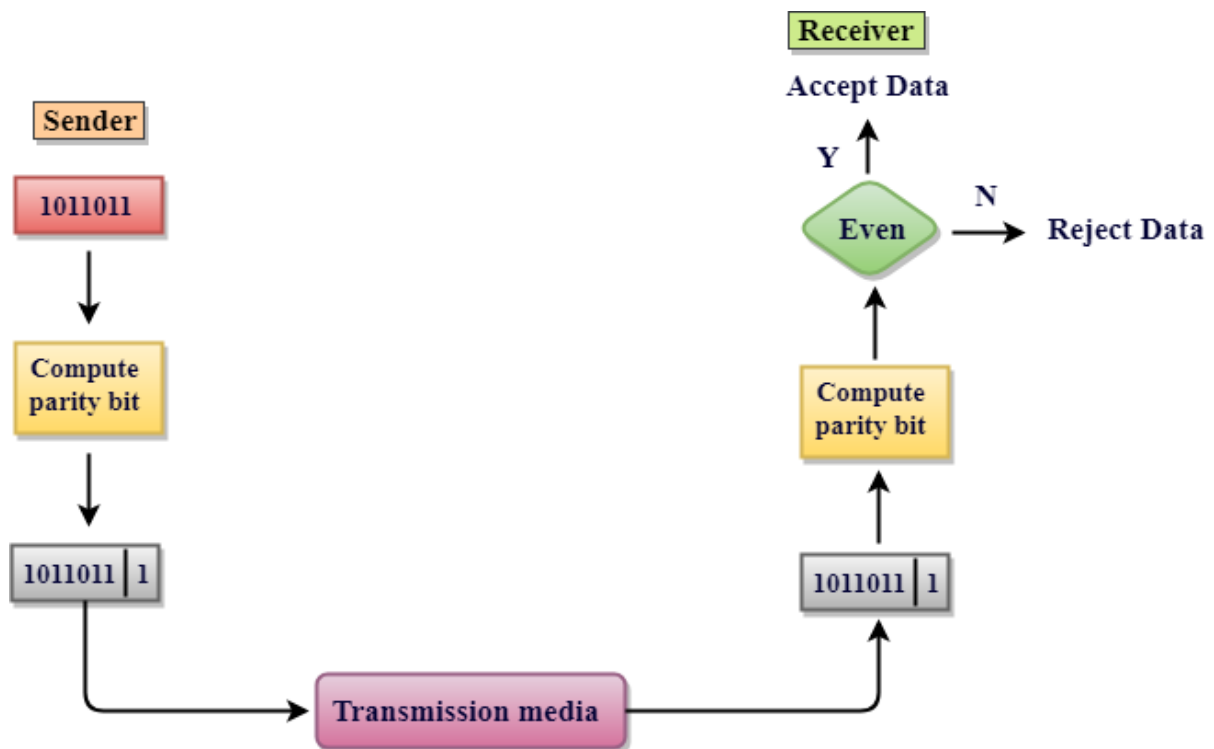 Sender
1011011
Compute
parity bit
1011011 | 1
Transmission media
Receiver
Accept Data
Y
Even
N
Reject Data
Compute
parity bit
1011011 | 1